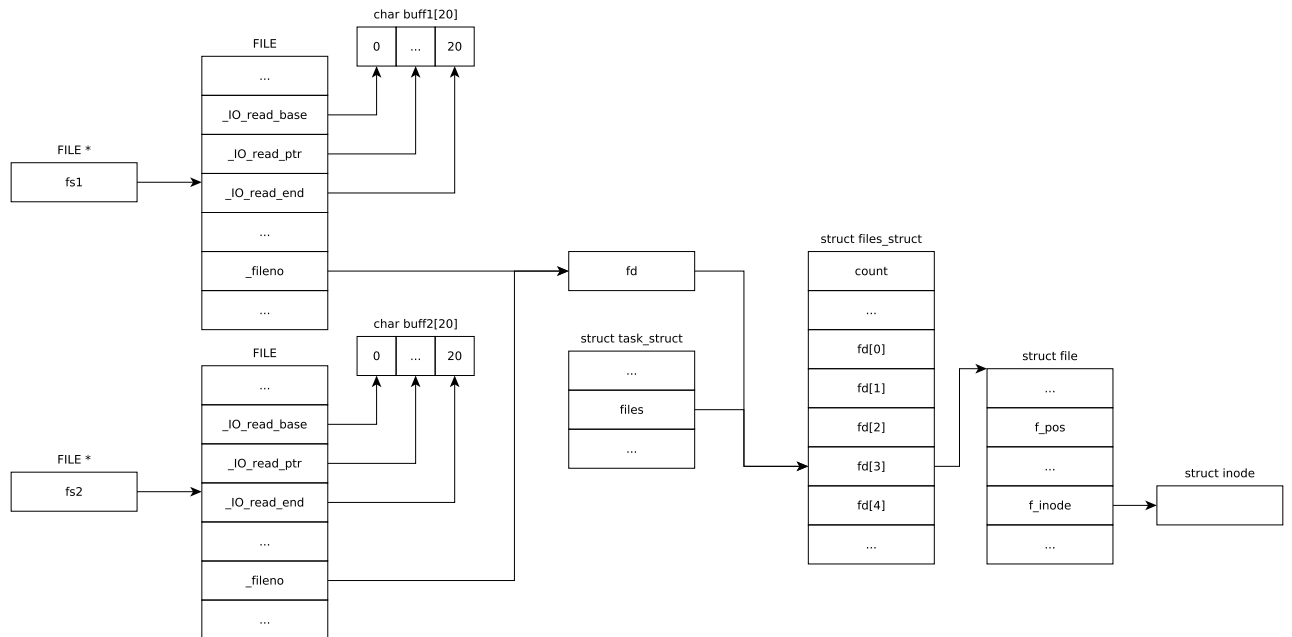 char buff1[20]
0 ... 20
FILE
...
_IO_read_base
_IO_read_ptr
_IO_read_end
...
_fileno
...
FILE *
fs1
char buff2[20]
0 ... 20
FILE
...
_IO_read_base
_IO_read_ptr
_IO_read_end
...
_fileno
...
FILE *
fs2
fd
struct task_struct
...
files
...
struct files_struct
count
...
fd[0]
fd[1]
fd[2]
fd[3]
fd[4]
...
struct file
...
f_pos
...
f_inode
...
struct inode